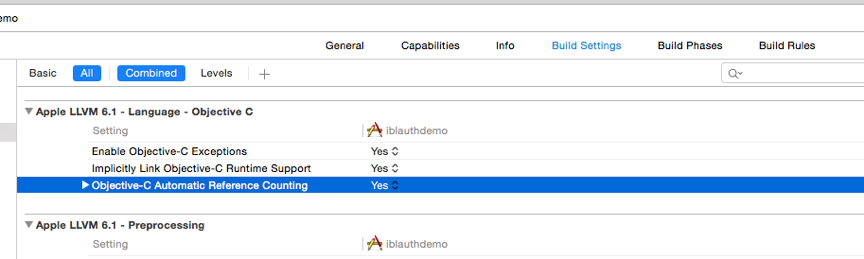 emo
General Capabilities Info Build Settings Build Phases Build Rules
Basic All Combined Levels
Apple LLVM 6.1 - Language - Objective C
Setting iblauthdemo
Enable Objective-C Exceptions Yes
Implicitly Link Objective-C Runtime Support Yes
Objective-C Automatic Reference Counting Yes
Apple LLVM 6.1 - Preprocessing
Setting iblauthdemo